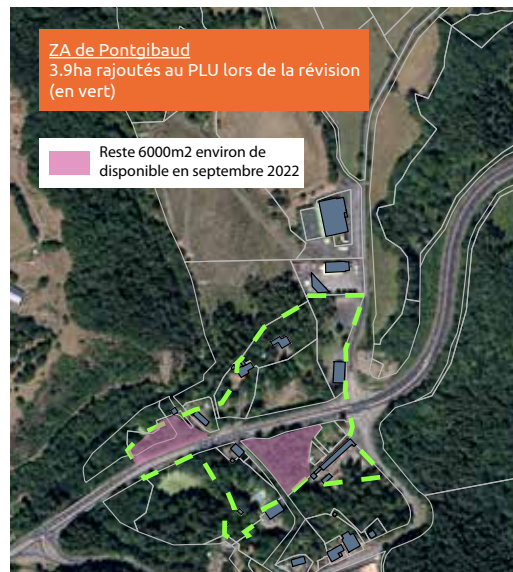 ZA de Pontgibaud
3.9ha rajoutés au PLU lors de la révision
(en vert)
Reste 6000m2 environ de
disponible en septembre 2022